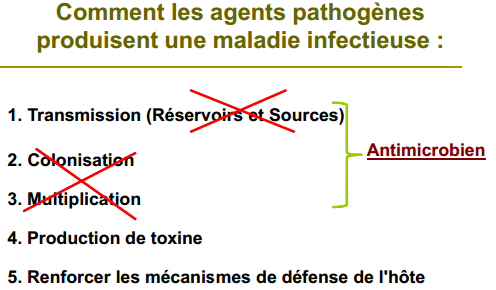 Comment les agents pathogènes
produisent une maladie infectieuse :
1. Transmission (Réservoirs et Sources)
Antimicrobien
2. Colonisation
3. Multiplication
4. Production de toxine
5. Renforcer les mécanismes de défense de l'hôte